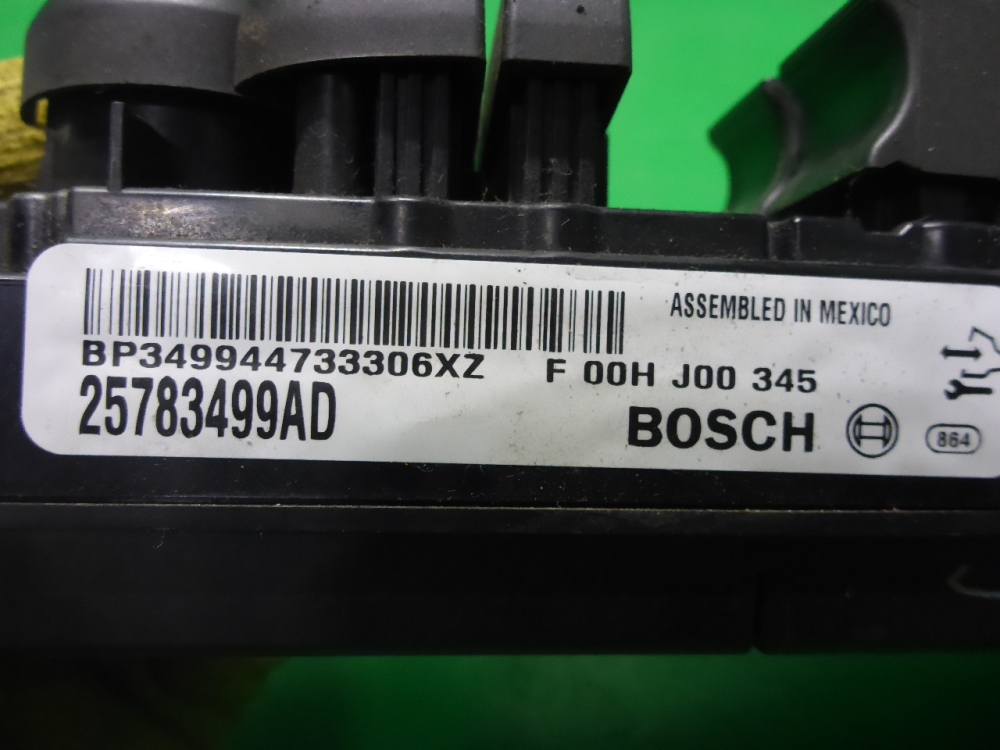 ASSEMBLED IN MEXICO
BP349944733306XZ F 00H J00 345
25783499AD BOSCH 864